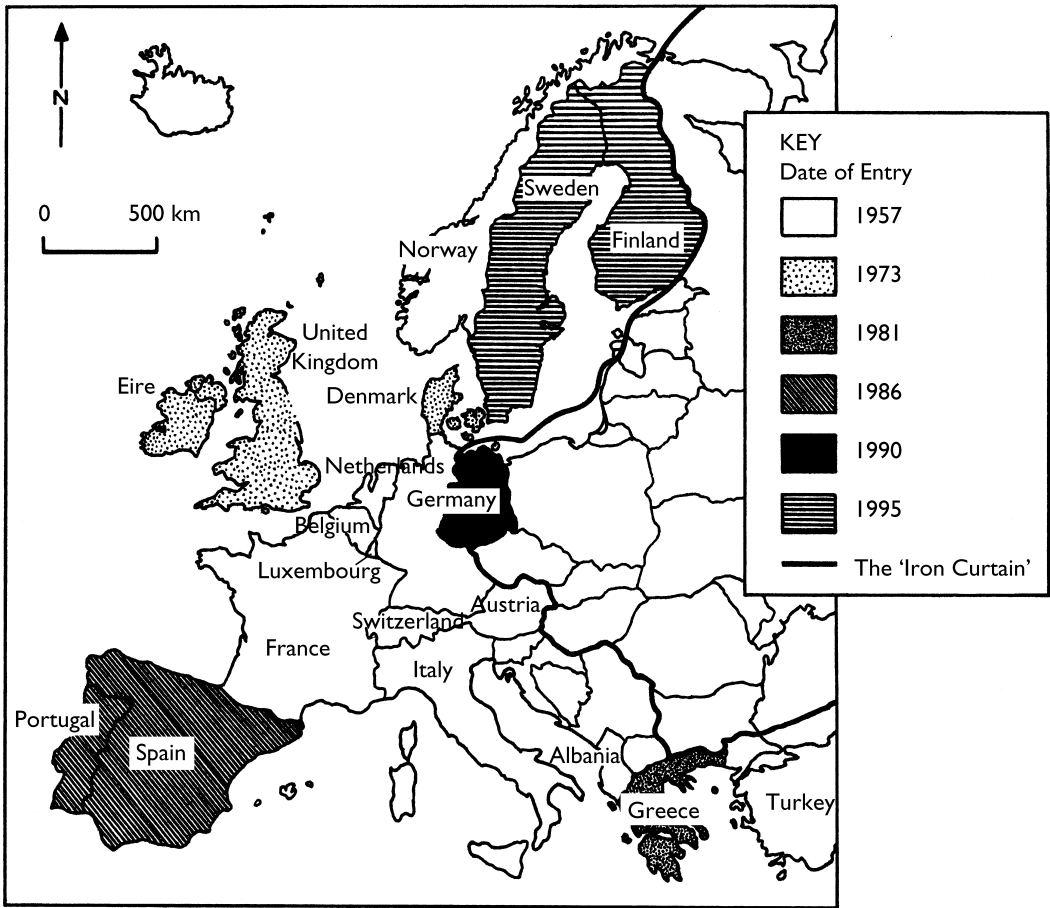 N
0 500 km
Norway
Sweden
Finland
United
Kingdom
Eire
Denmark
Netherlands
Germany
Belgium
Luxembourg
Austria
Switzerland
France
Italy
Portugal
Spain
Albania
Greece
Turkey
KEY
Date of Entry
1957
1973
1981
1986
1990
1995
The ‘Iron Curtain’